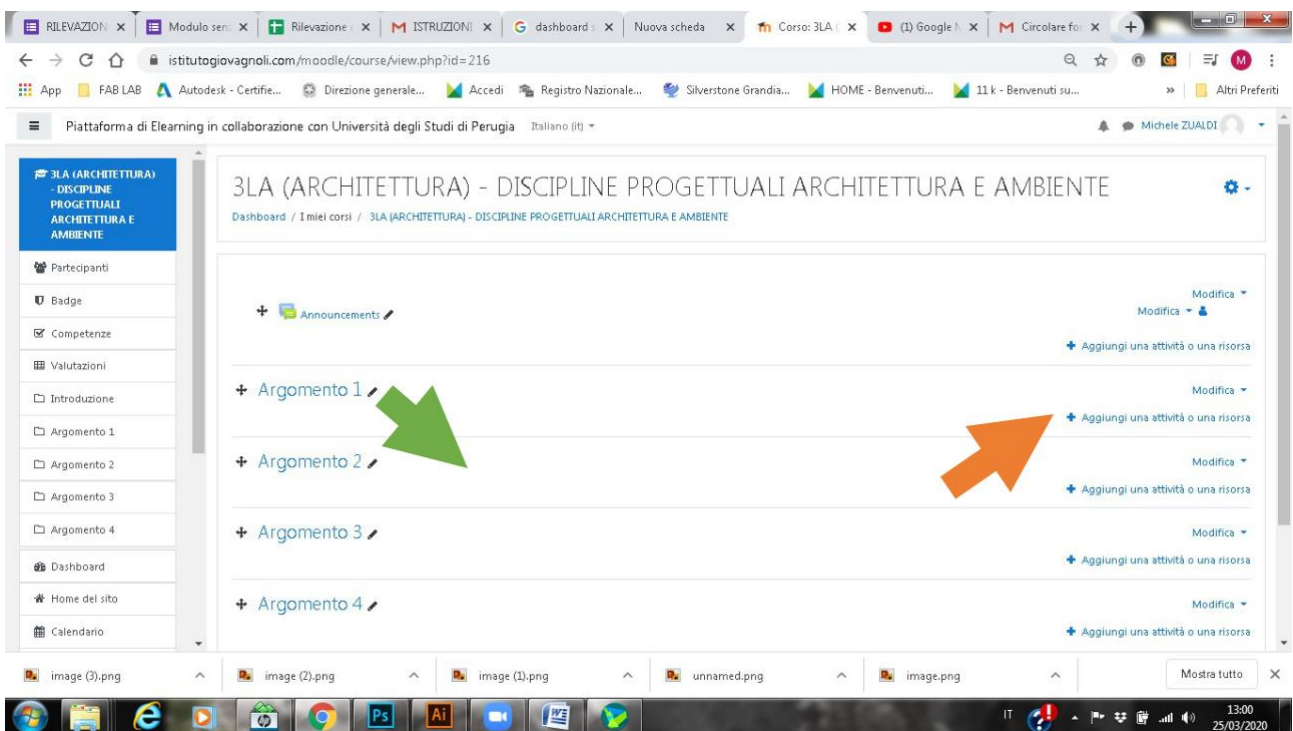 RILEVAZION
Modulo sen
Rilevazione
ISTRUZIONI
dashboard s
Nuova scheda
Corso: 3LA (
(1) Google M
Circolare for
istitutogiovagnoli.com/moodle/course/view.php?id=216
M
App
FAB LAB
Autodesk - Certifie...
Direzione generale...
Accedi
Registro Nazionale...
Silverstone Grandia...
HOME - Benvenuti...
11 k - Benvenuti su...
»
Altri Preferiti
Piattaforma di Elearning in collaborazione con Università degli Studi di Perugia
Italiano (it)
Michele ZUALDI
3LA (ARCHITETTURA)
- DISCIPLINE
PROGETTUALI
ARCHITETTURA E
AMBIENTE
Partecipanti
Badge
Competenze
Valutazioni
Introduzione
Argomento 1
Argomento 2
Argomento 3
Argomento 4
Dashboard
Home del sito
Calendario
3LA (ARCHITETTURA) - DISCIPLINE PROGETTUALI ARCHITETTURA E AMBIENTE
Dashboard / I miei corsi / 3LA (ARCHITETTURA) - DISCIPLINE PROGETTUALI ARCHITETTURA E AMBIENTE
Modifica
Announcements
Modifica
Aggiungi una attività o una risorsa
Argomento 1
Modifica
Aggiungi una attività o una risorsa
Argomento 2
Modifica
Aggiungi una attività o una risorsa
Argomento 3
Modifica
Aggiungi una attività o una risorsa
Argomento 4
Modifica
Aggiungi una attività o una risorsa
image (3).png
image (2).png
image (1).png
unnamed.png
image.png
Mostra tutto
Ps
Ai
IT
13:00
25/03/2020